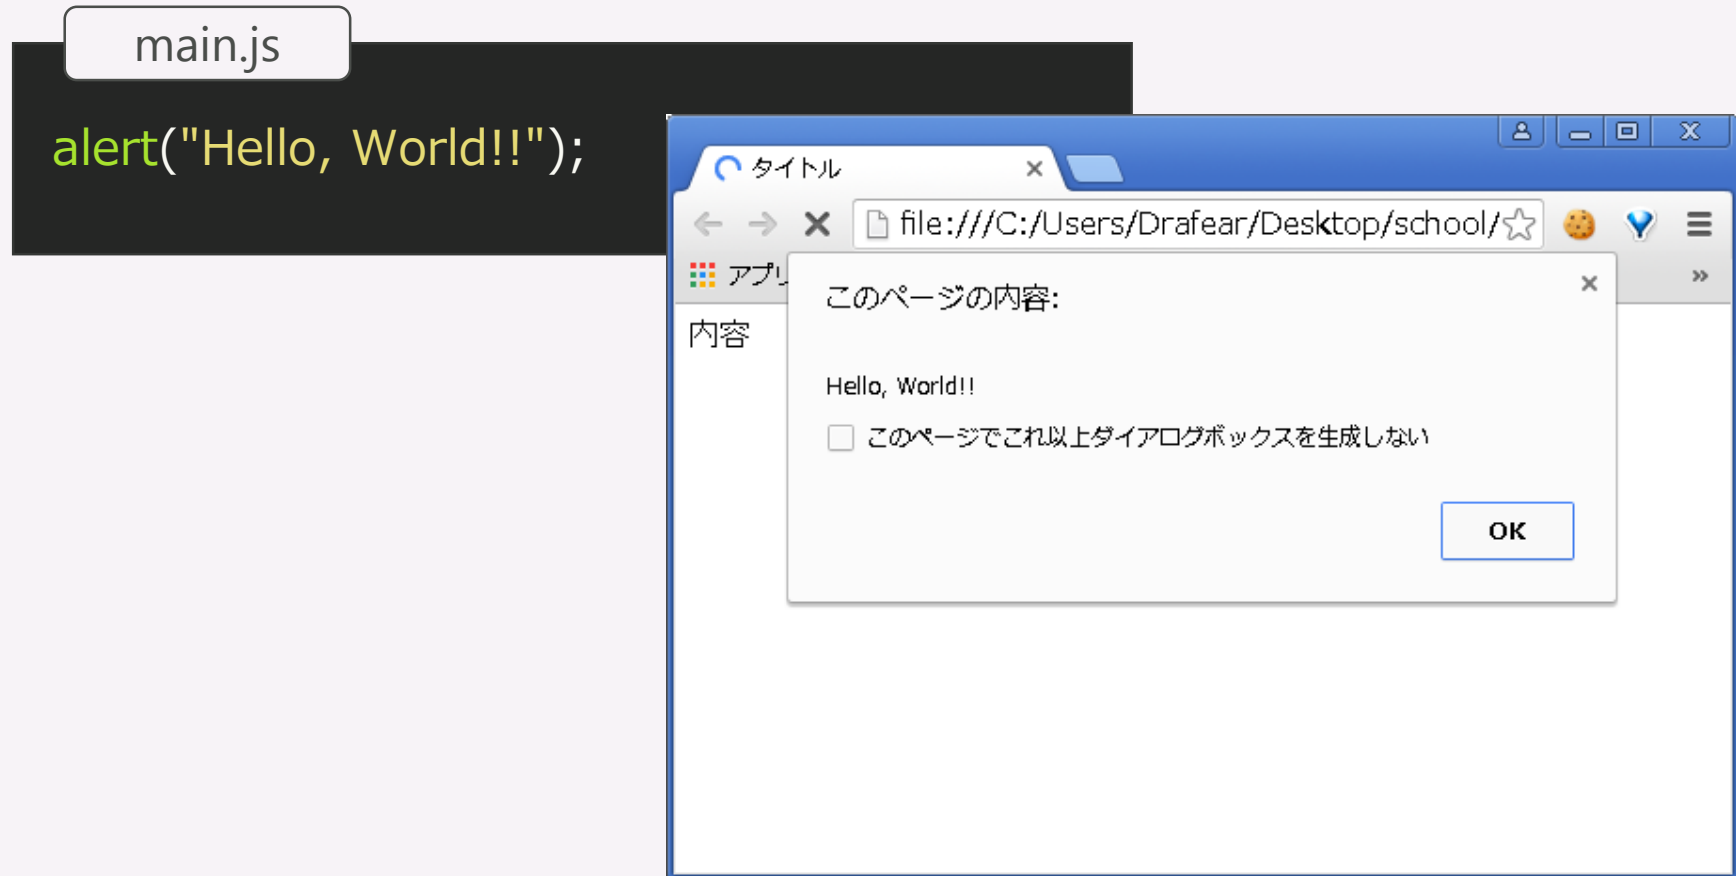 main.js
alert("Hello, World!!");
タイトル
file:///C:/Users/Drafear/Desktop/school/
アプリ
このページの内容:
内容
Hello, World!!
このページでこれ以上ダイアログボックスを生成しない
OK